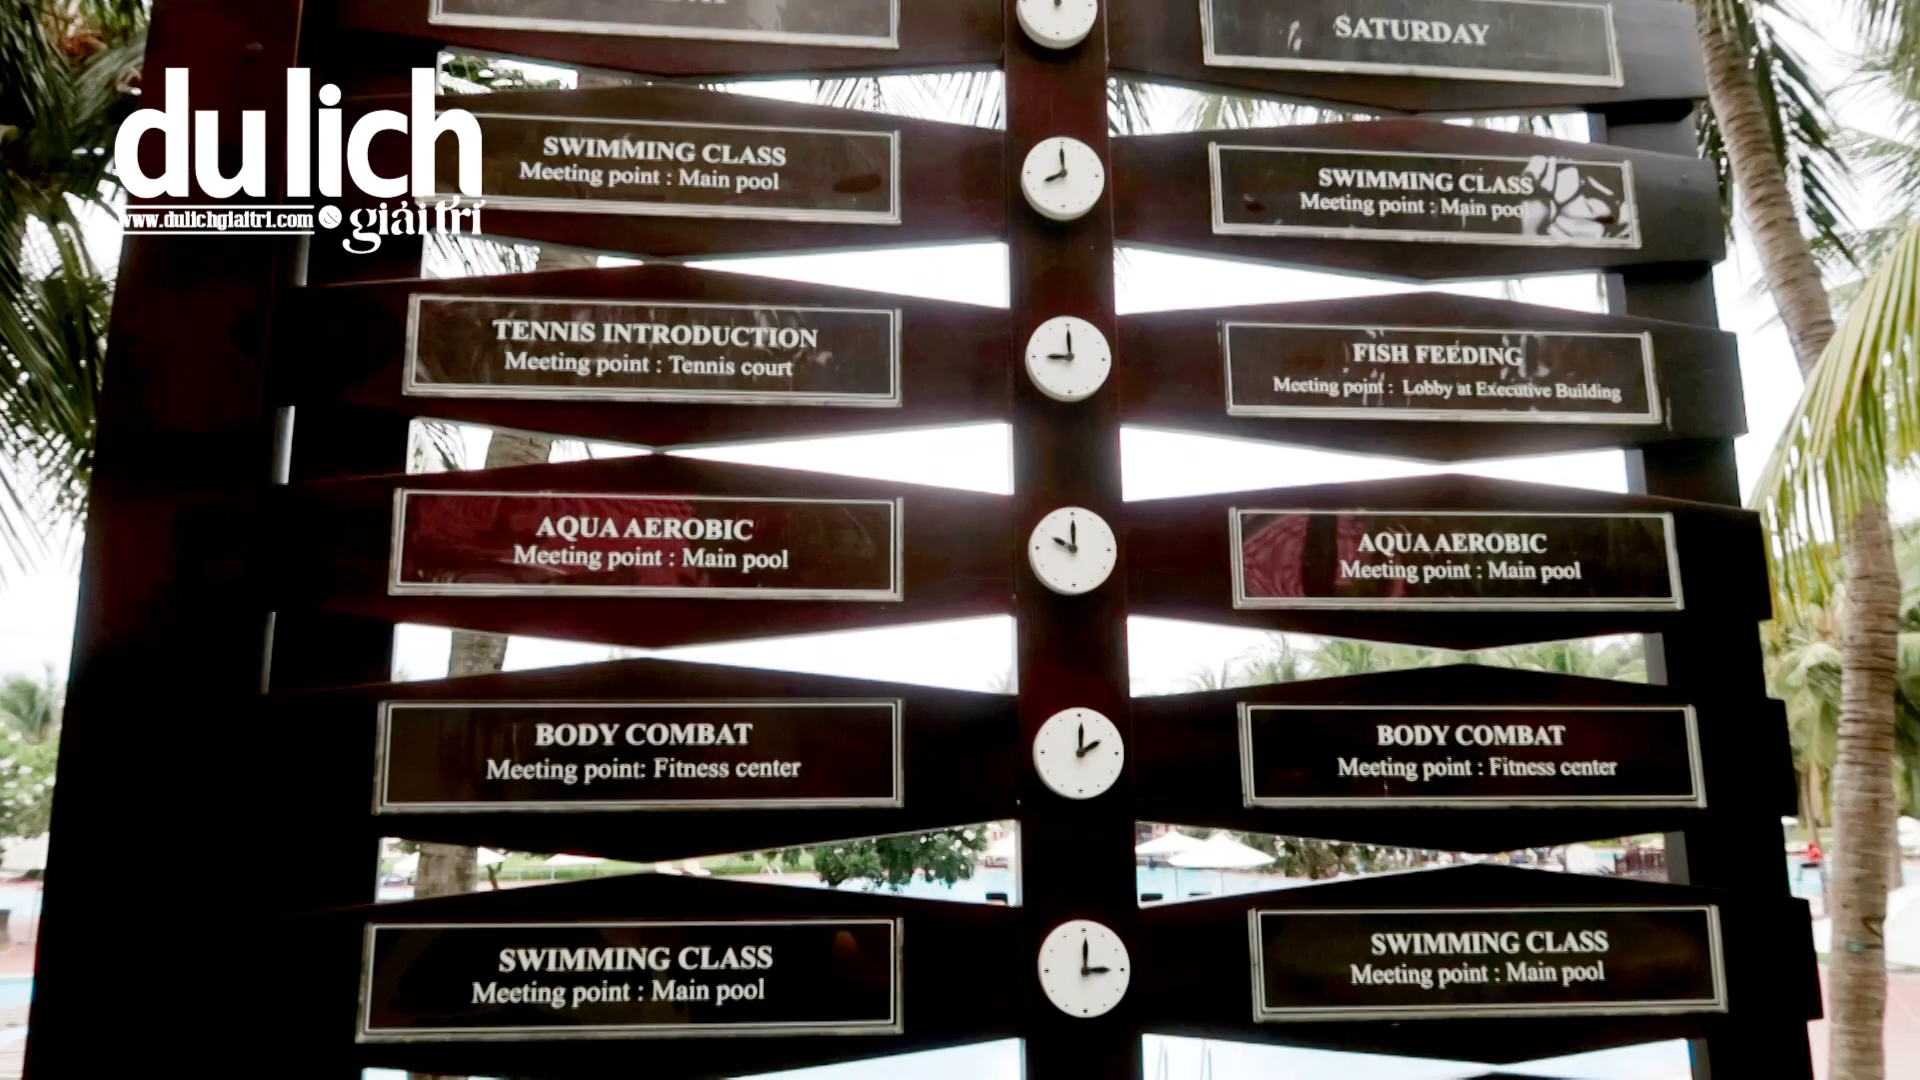 SATURDAY
du lich
www.dulichgiaitri.com giải trí
SWIMMING CLASS
Meeting point : Main pool
SWIMMING CLASS
Meeting point : Main pool
TENNIS INTRODUCTION
Meeting point : Tennis court
FISH FEEDING
Meeting point : Lobby at Executive Building
AQUA AEROBIC
Meeting point : Main pool
AQUA AEROBIC
Meeting point : Main pool
BODY COMBAT
Meeting point: Fitness center
BODY COMBAT
Meeting point : Fitness center
SWIMMING CLASS
Meeting point : Main pool
SWIMMING CLASS
Meeting point : Main pool